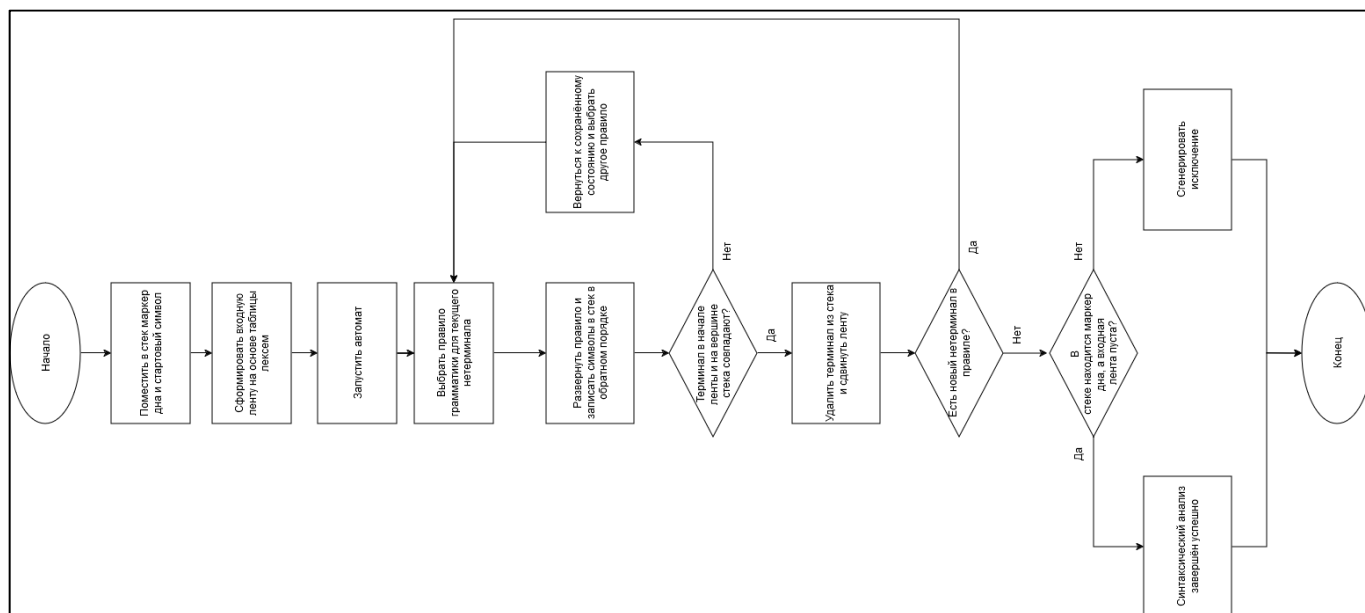 Начало
Поместить в стек маркер
дна и стартовый символ
Сформировать входную
ленту на основе таблицы
лексем
Запустить автомат
Выбрать правило
грамматики для текущего
нетерминала
Вернуться к сохранённому
состоянию и выбрать
другое правило
Развернуть правило и
записать символы в стек в
обратном порядке
Терминал в начале
ленты и на вершине
стека совпадают?
Нет
Да
Удалить терминал из стека
и сдвинуть ленту
Есть новый нетерминал в
правиле?
Да
Нет
В
стеке находится маркер
дна, а входная
лента пуста?
Нет
Да
Сгенерировать
исключение
Синтаксический анализ
завершён успешно
Конец